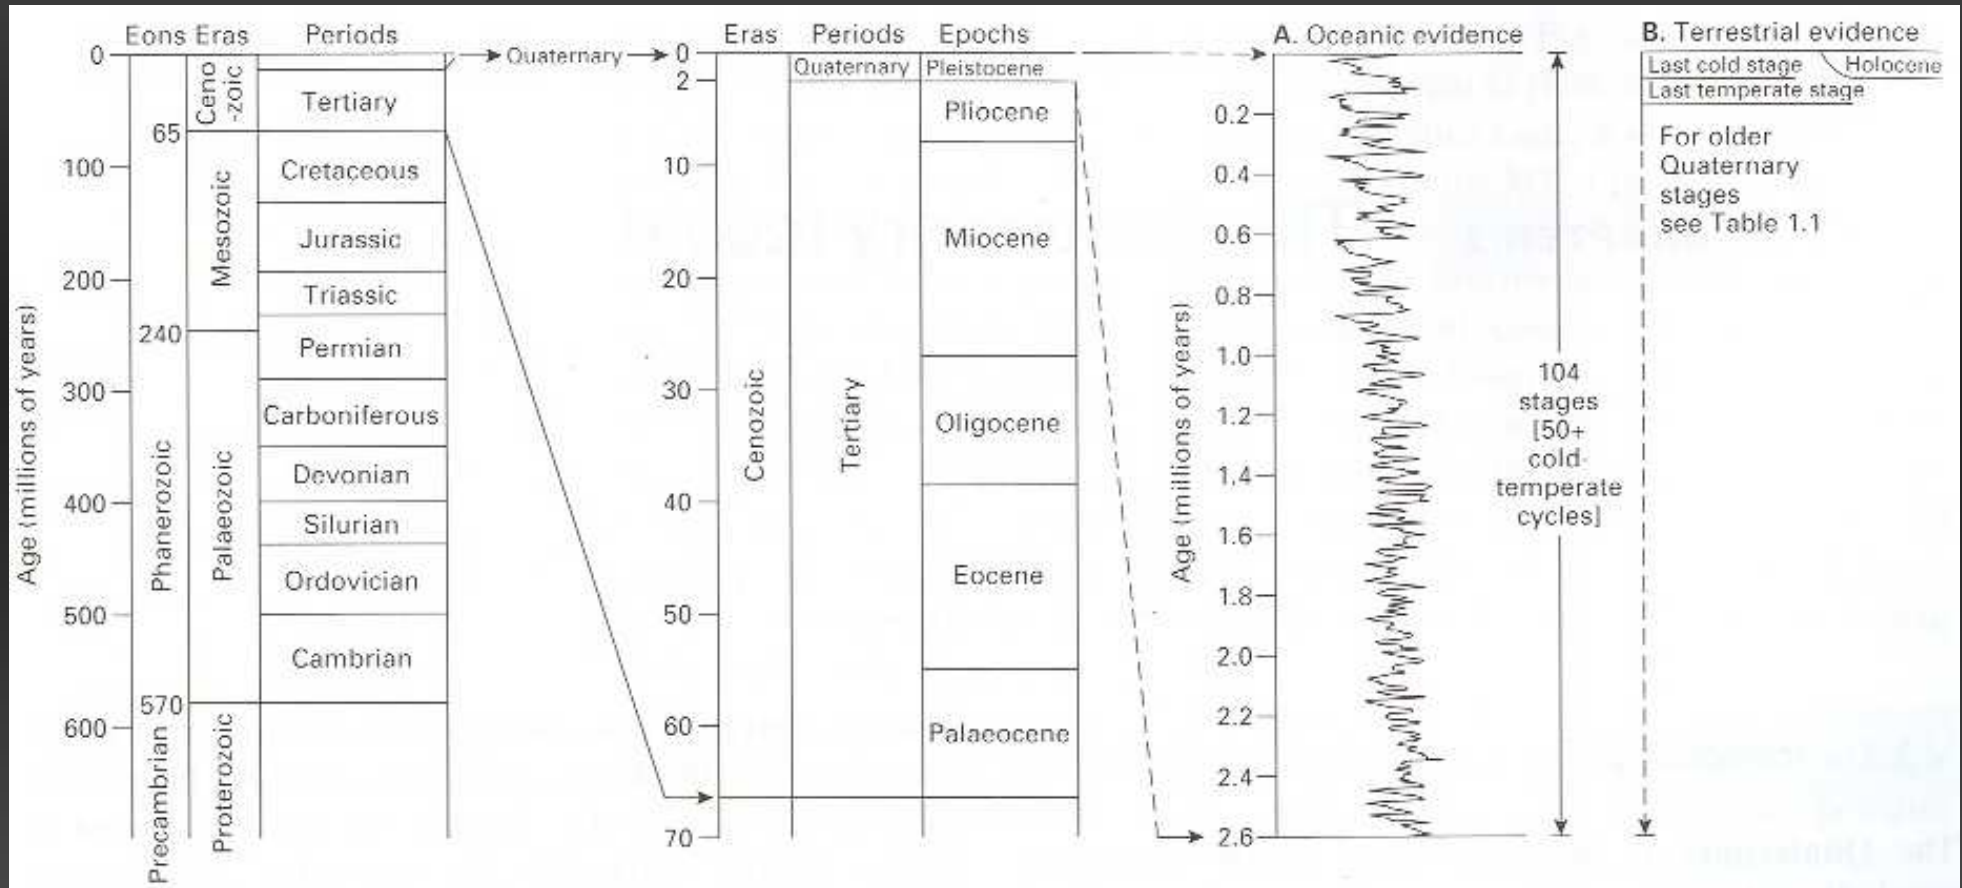 Eons Eras Periods
Age (millions of years)
0
65
100
200
240
300
400
500
570
600
Phanerozoic
Precambrian
Ceno
-zoic
Mesozoic
Palaeozoic
Proterozoic
Tertiary
Cretaceous
Jurassic
Triassic
Permian
Carboniferous
Devonian
Silurian
Ordovician
Cambrian
Quaternary
Eras Periods Epochs
0
2
10
20
30
40
50
60
70
Cenozoic
Quaternary
Tertiary
Pleistocene
Pliocene
Miocene
Oligocene
Eocene
Palaeocene
A. Oceanic evidence
Age (millions of years)
0.2
0.4
0.6
0.8
1.0
1.2
1.4
1.6
1.8
2.0
2.2
2.4
2.6
104
stages
[50+
cold-
temperate
cycles]
B. Terrestrial evidence
Last cold stage
Holocene
Last temperate stage
For older
Quaternary
stages
see Table 1.1